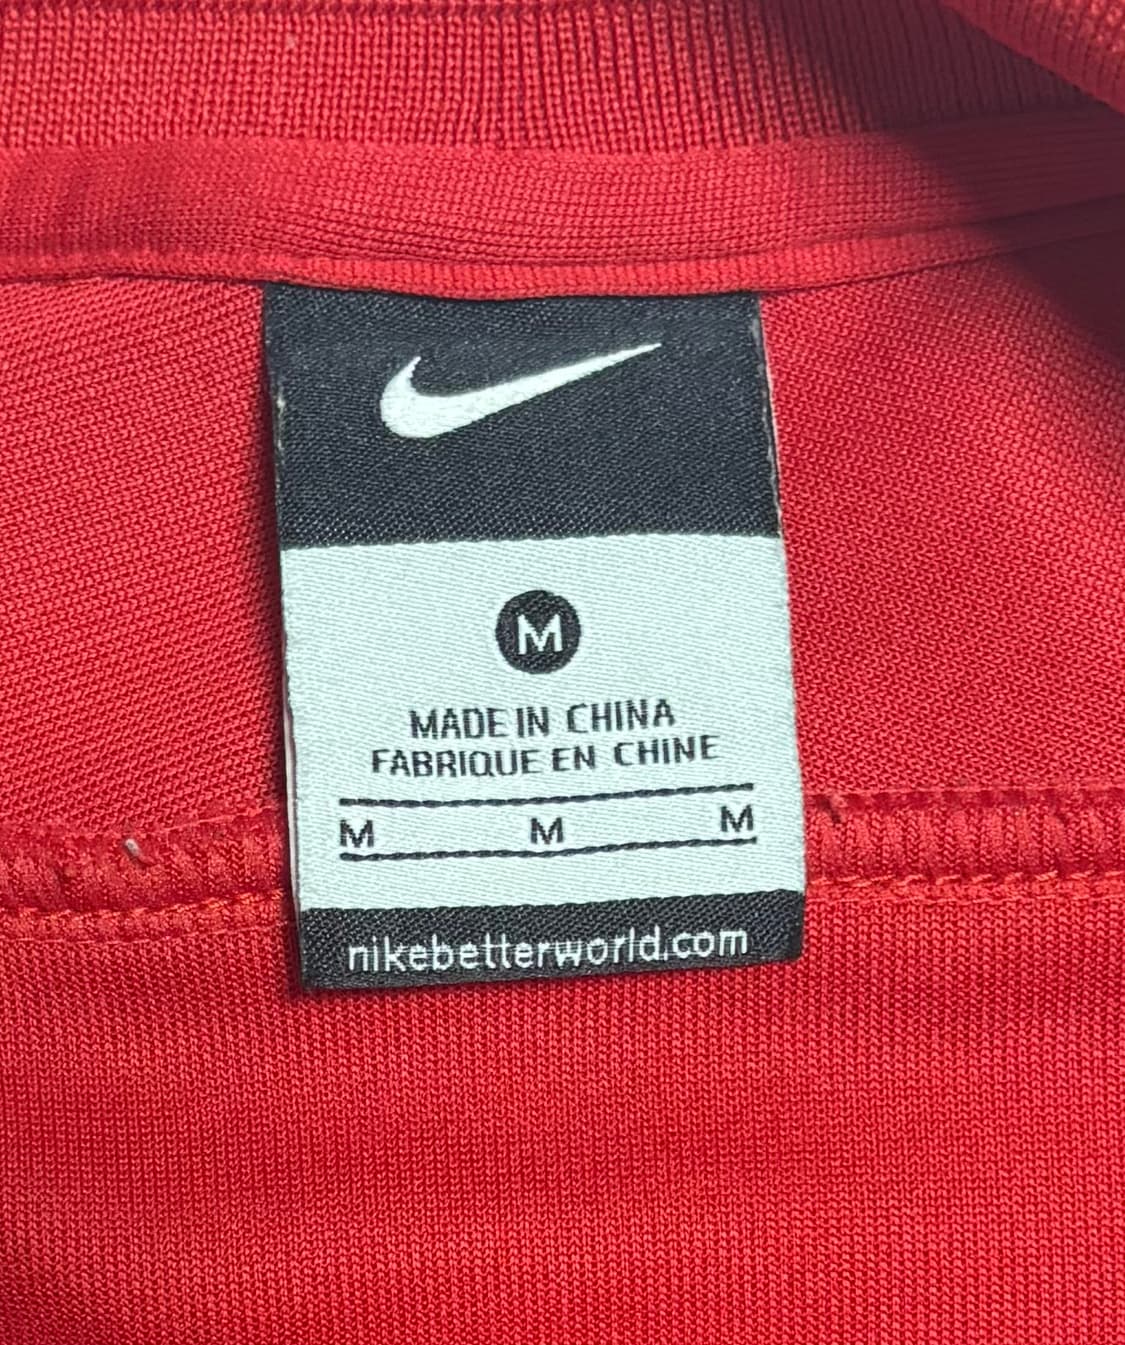 M
MADE IN CHINA
FABRIQUE EN CHINE
M M M
nikebetterworld.com